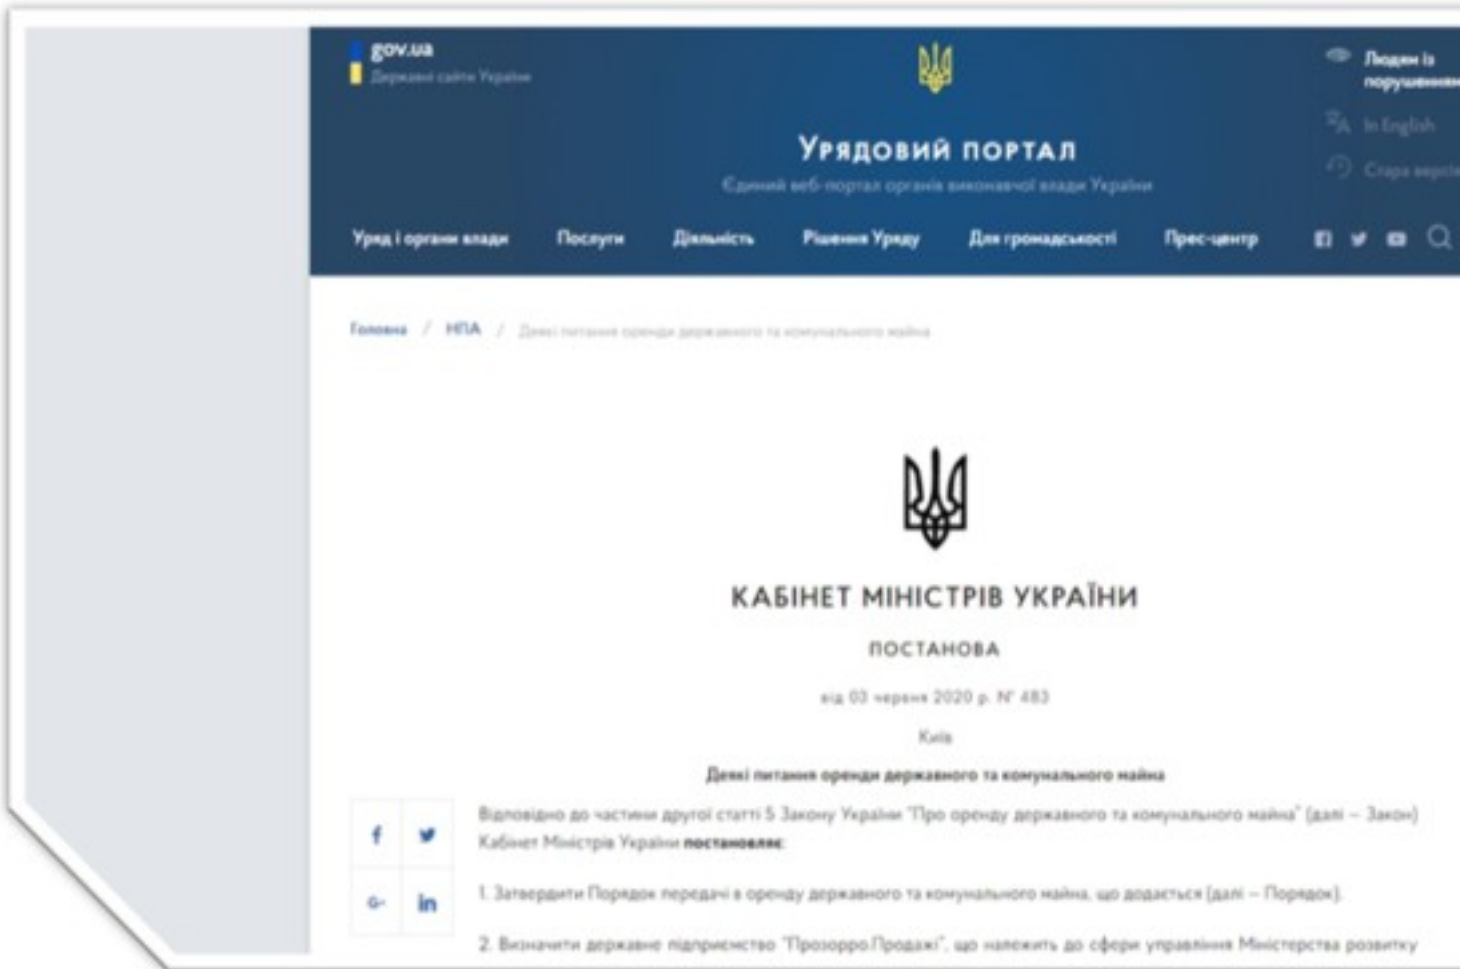 gov.ua
Державні сайти України
Людям із
порушенням
In English
Стара версія
УРЯДОВИЙ ПОРТАЛ
Єдиний веб-портал органів виконавчої влади України
Уряд і органи влади Послуги Діяльність Рішення Уряду Для громадськості Прес-центр
Головна / НПА / Деякі питання оренди державного та комунального майна
КАБІНЕТ МІНІСТРІВ УКРАЇНИ
ПОСТАНОВА
від 03 червня 2020 р. № 483
Київ
Деякі питання оренди державного та комунального майна
Відповідно до частини другої статті 5 Закону України "Про оренду державного та комунального майна" (далі – Закон)
Кабінет Міністрів України постановляє:
1. Затвердити Порядок передачі в оренду державного та комунального майна, що додається (далі – Порядок).
2. Визначити державне підприємство "Прозорро.Продажі", що належить до сфери управління Міністерства розвитку